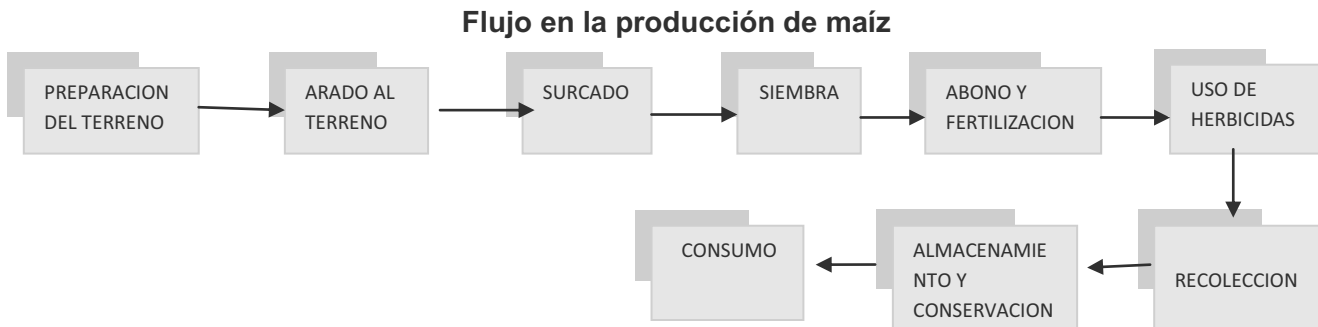 Flujo en la producción de maíz
PREPARACION
DEL TERRENO
ARADO AL
TERRENO
SURCADO
SIEMBRA
ABONO Y
FERTILIZACION
USO DE
HERBICIDAS
RECOLECCION
ALMACENAMIE
NTO Y
CONSERVACION
CONSUMO